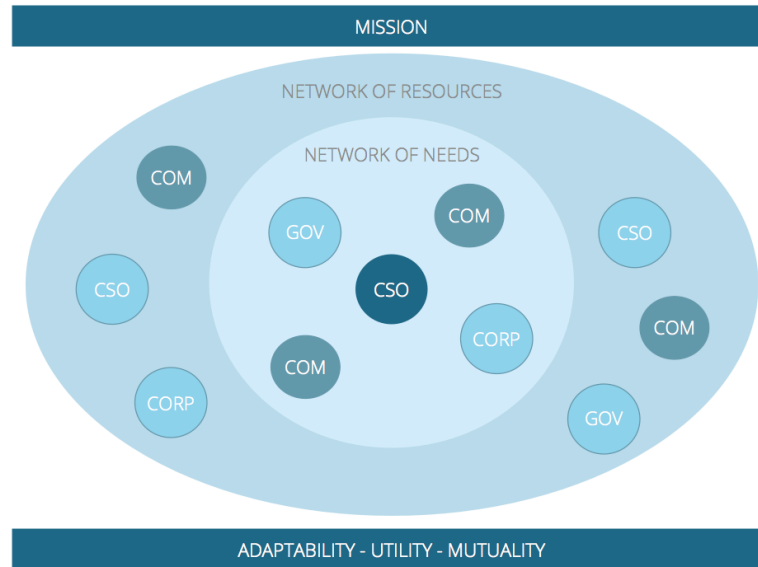 MISSION
NETWORK OF RESOURCES
NETWORK OF NEEDS
COM
COM
GOV
CSO
CSO
CSO
COM
CORP
COM
CORP
GOV
ADAPTABILITY - UTILITY - MUTUALITY